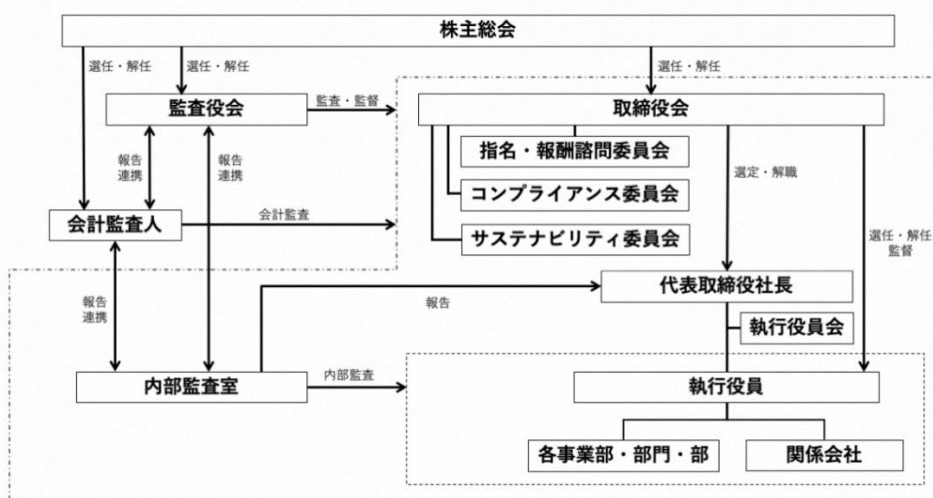 株主総会
選任・解任
選任・解任
選任・解任
監査役会
監査・監督
取締役会
報告
連携
報告
連携
指名・報酬諮問委員会
選定・解職
コンプライアンス委員会
会計監査人
会計監査
サステナビリティ委員会
選任・解任
監督
報告
連携
報告
代表取締役社長
執行役員会
内部監査室
内部監査
執行役員
各事業部・部門・部
関係会社